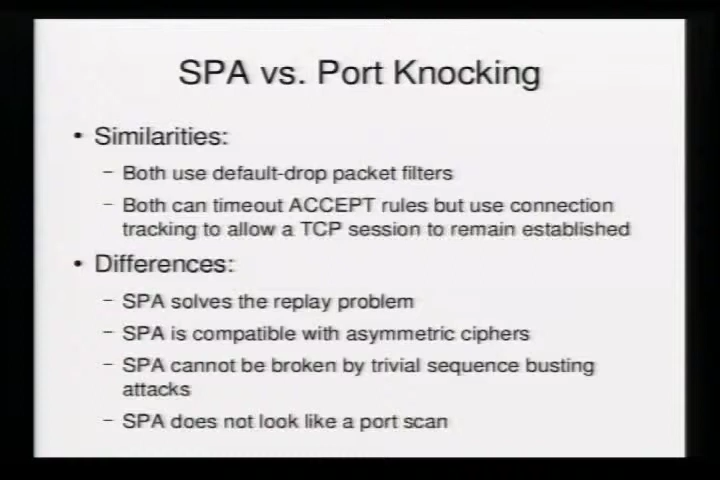 SPA vs. Port Knocking
• Similarities:
– Both use default-drop packet filters
– Both can timeout ACCEPT rules but use connection
tracking to allow a TCP session to remain established
• Differences:
– SPA solves the replay problem
– SPA is compatible with asymmetric ciphers
– SPA cannot be broken by trivial sequence busting
attacks
– SPA does not look like a port scan